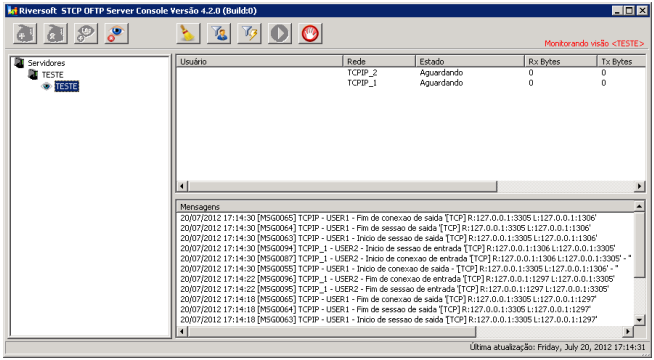 Riversoft STCP OFTP Server Console Versão 4.2.0 (Build:0)
Monitorando visão <TESTE>
Servidores
TESTE
TESTE
Usuário Rede Estado Rx Bytes Tx Bytes
TCPIP_2 Aguardando 0 0
TCPIP_1 Aguardando 0 0
Mensagens
20/07/2012 17:14:30 [MSG0065] TCPIP - USER1 - Fim de conexao de saida '[TCP] R:127.0.0.1:3305 L:127.0.0.1:1306'
20/07/2012 17:14:30 [MSG0064] TCPIP - USER1 - Fim de sessao de saida '[TCP] R:127.0.0.1:3305 L:127.0.0.1:1306'
20/07/2012 17:14:30 [MSG0063] TCPIP - USER1 - Inicio de sessao de saida '[TCP] R:127.0.0.1:3305 L:127.0.0.1:1306'
20/07/2012 17:14:30 [MSG0094] TCPIP_1 - USER2 - Inicio de sessao de entrada '[TCP] R:127.0.0.1:1306 L:127.0.0.1:3305'
20/07/2012 17:14:30 [MSG0087] TCPIP_1 - USER2 - Inicio de conexao de entrada '[TCP] R:127.0.0.1:1306 L:127.0.0.1:3305' - "
20/07/2012 17:14:30 [MSG0055] TCPIP - USER1 - Inicio de conexao de saida - '[TCP] R:127.0.0.1:3305 L:127.0.0.1:1306' - "
20/07/2012 17:14:22 [MSG0096] TCPIP_1 - USER2 - Fim de conexao de entrada '[TCP] R:127.0.0.1:1297 L:127.0.0.1:3305'
20/07/2012 17:14:22 [MSG0095] TCPIP_1 - USER2 - Fim de sessao de entrada '[TCP] R:127.0.0.1:1297 L:127.0.0.1:3305'
20/07/2012 17:14:18 [MSG0065] TCPIP - USER1 - Fim de conexao de saida '[TCP] R:127.0.0.1:3305 L:127.0.0.1:1297'
20/07/2012 17:14:18 [MSG0064] TCPIP - USER1 - Fim de sessao de saida '[TCP] R:127.0.0.1:3305 L:127.0.0.1:1297'
20/07/2012 17:14:18 [MSG0063] TCPIP - USER1 - Inicio de sessao de saida '[TCP] R:127.0.0.1:3305 L:127.0.0.1:1297'
Última atualização: Friday, July 20, 2012 17:14:31